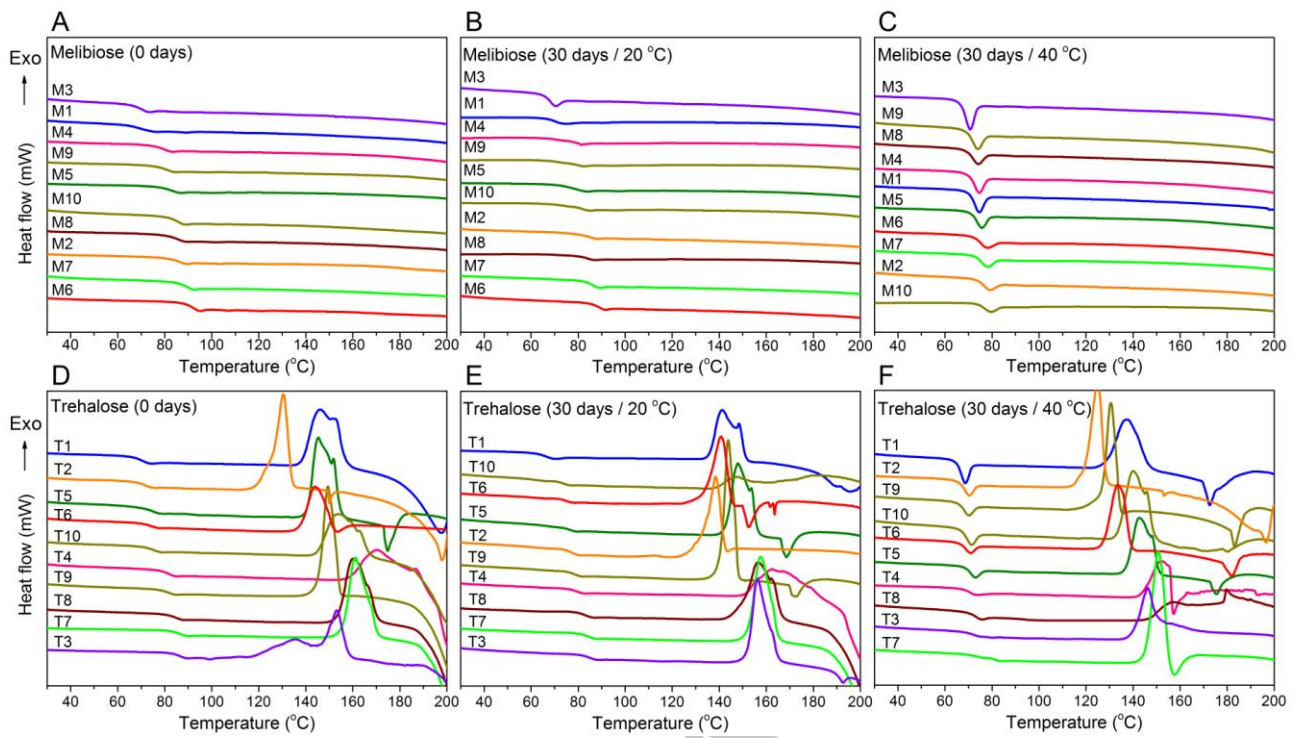 A
B
C
Exo
Melibiose (0 days)
Melibiose (30 days / 20 °C)
Melibiose (30 days / 40 °C)
Heat flow (mW)
M3
M1
M4
M9
M5
M10
M8
M2
M7
M6
M3
M1
M4
M9
M5
M10
M2
M8
M7
M6
M3
M9
M8
M4
M1
M5
M6
M7
M2
M10
40 60 80 100 120 140 160 180 200
40 60 80 100 120 140 160 180 200
40 60 80 100 120 140 160 180 200
Temperature (°C)
Temperature (°C)
Temperature (°C)
D
E
F
Exo
Trehalose (0 days)
Trehalose (30 days / 20 °C)
Trehalose (30 days / 40 °C)
Heat flow (mW)
T1
T2
T5
T6
T10
T4
T9
T8
T7
T3
T1
T10
T6
T5
T2
T9
T4
T8
T7
T3
T1
T2
T9
T10
T6
T5
T4
T8
T3
T7
40 60 80 100 120 140 160 180 200
40 60 80 100 120 140 160 180 200
40 60 80 100 120 140 160 180 200
Temperature (°C)
Temperature (°C)
Temperature (°C)